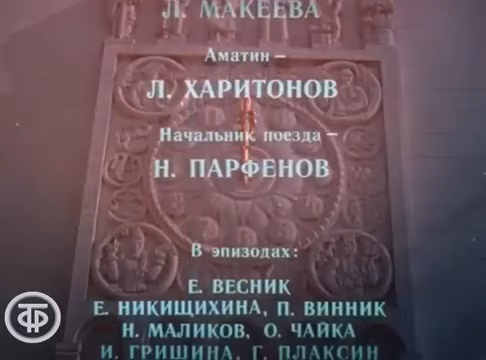 Л. МАКЕЕВА
Аматин –
Л. ХАРИТОНОВ
Начальник поезда –
Н. ПАРФЕНОВ
В эпизодах:
Е. ВЕСНИК
Е. НИКИЩИХИНА, П. ВИННИК
Н. МАЛИКОВ, О. ЧАЙКА
И. ГРИШИНА, Г. ПЛАКСИН